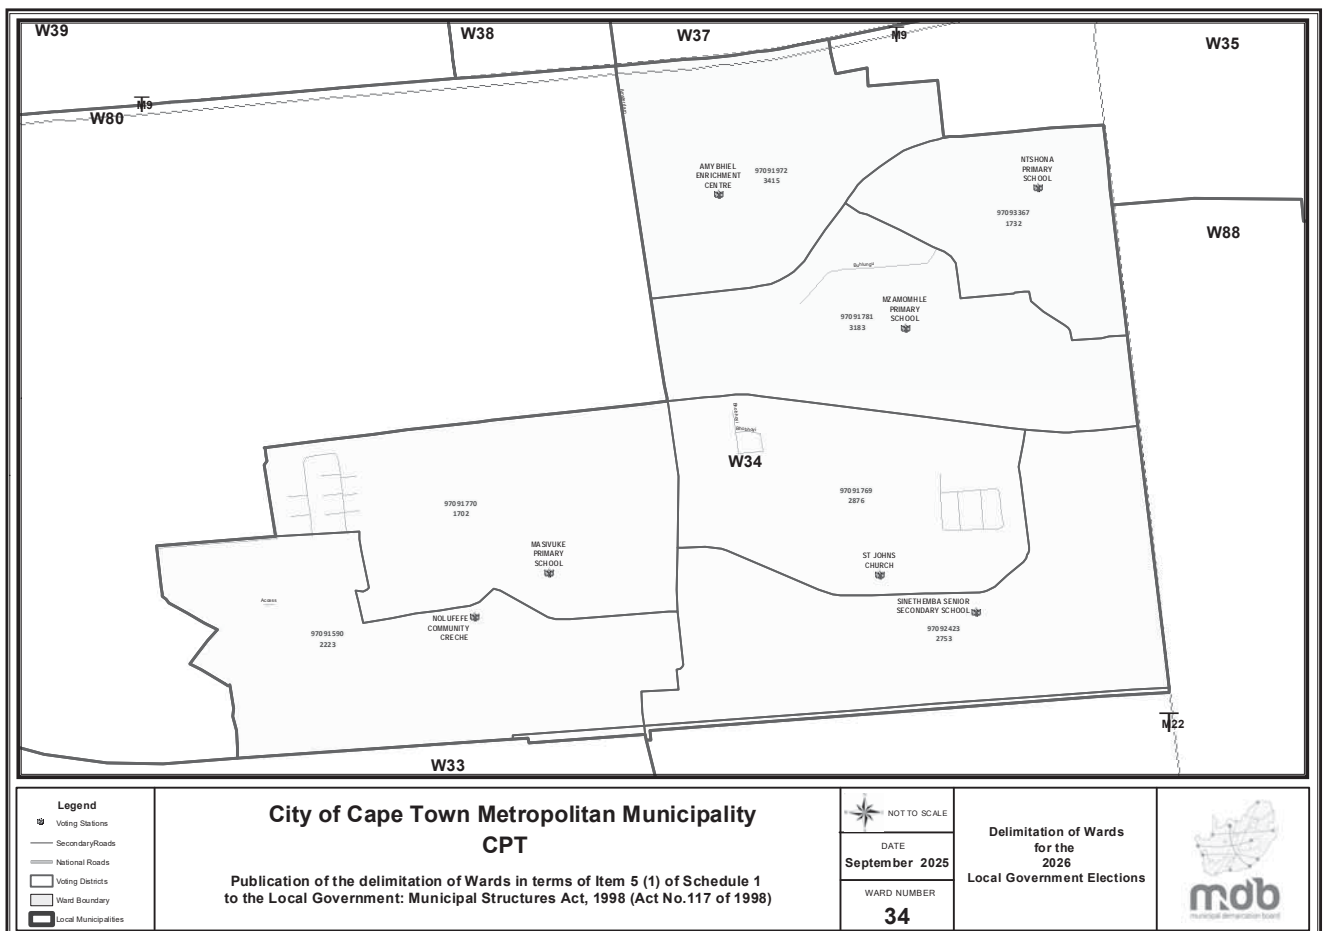 W39
W38
W37
M9
W35
M9
W80
AMY BHIEL
ENRICHMENT
CENTRE
97091972
3415
NTSHONA
PRIMARY
SCHOOL
97093367
1732
W88
MZAMOMHLE
PRIMARY
SCHOOL
97091781
3183
W34
97091769
2876
97091770
1702
MASIVUKE
PRIMARY
SCHOOL
ST JOHNS
CHURCH
Access
SINETHEMBA SENIOR
SECONDARY SCHOOL
97092423
2753
NOLUFEFE
COMMUNITY
CRECHE
97091590
2223
M22
W33
Legend
Voting Stations
SecondaryRoads
National Roads
Voting Districts
Ward Boundary
Local Municipalities
City of Cape Town Metropolitan Municipality
CPT
Publication of the delimitation of Wards in terms of Item 5 (1) of Schedule 1
to the Local Government: Municipal Structures Act, 1998 (Act No.117 of 1998)
NOT TO SCALE
DATE
September 2025
WARD NUMBER
34
Delimitation of Wards
for the
2026
Local Government Elections
mdb
municipal demarcation board